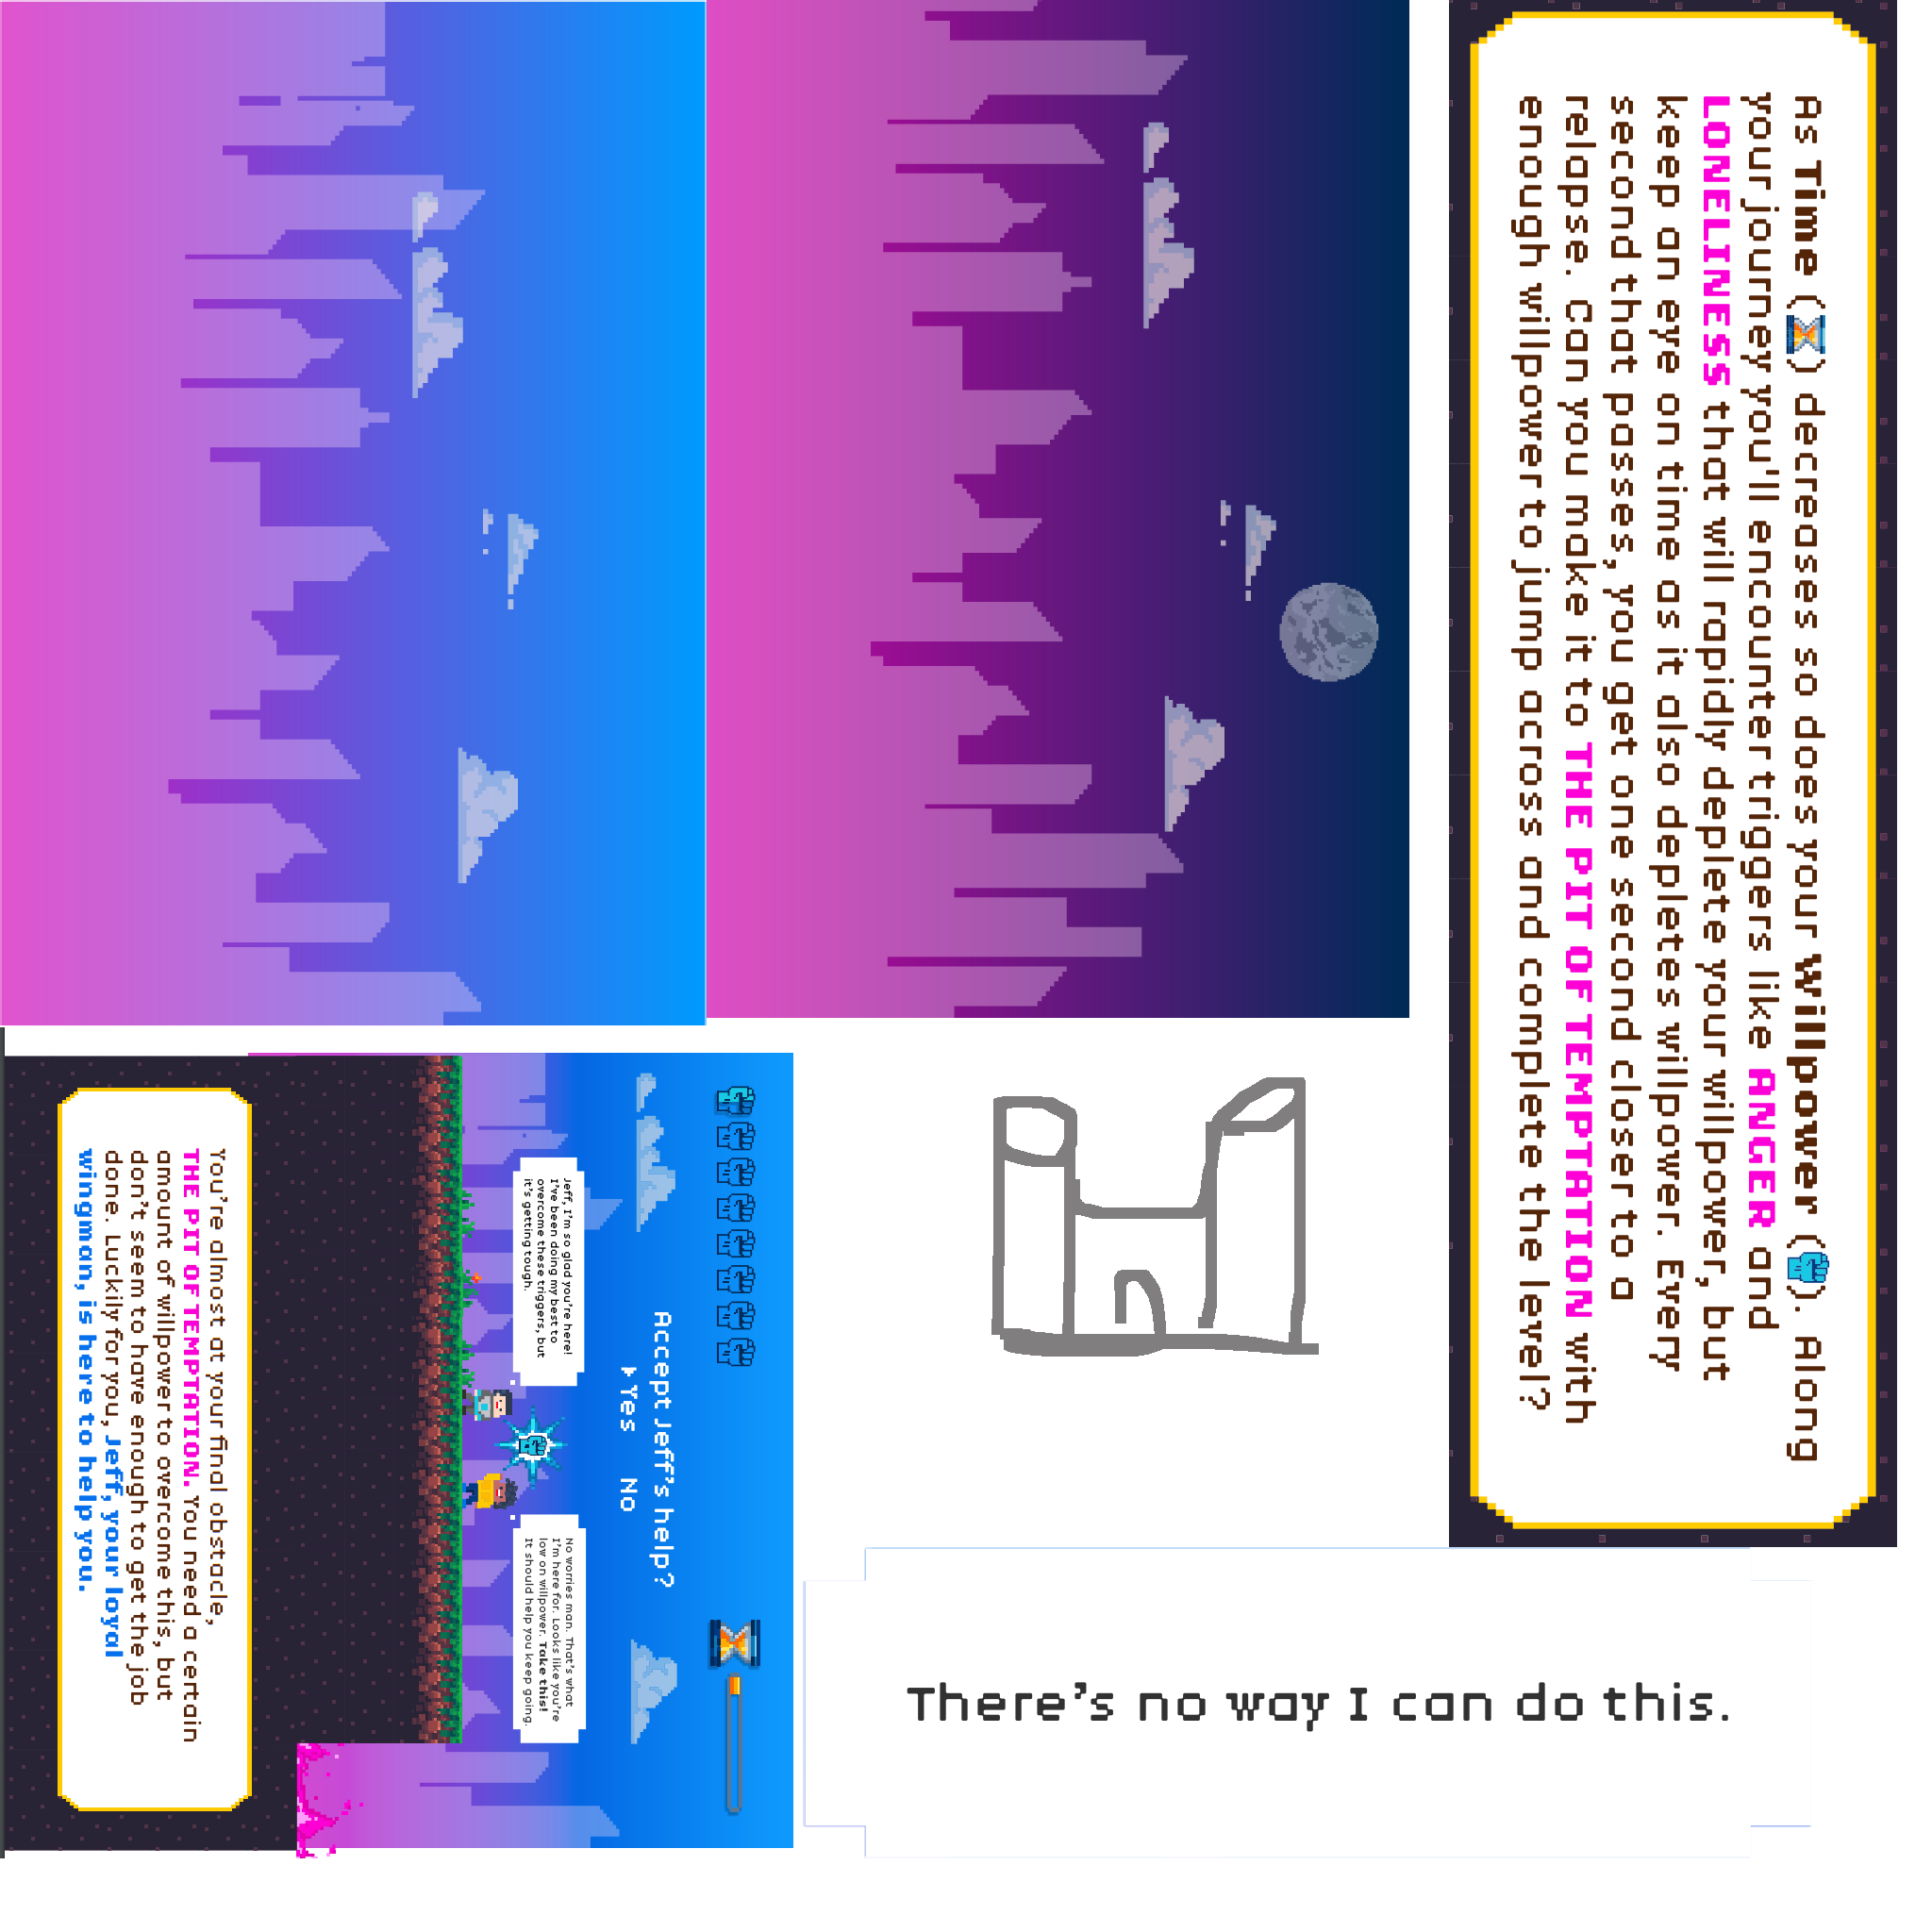 As Time (⌛) decreases so does your willpower (✊). Along
your journey you'll encounter triggers like ANGER and
LONELINESS that will rapidly deplete your willpower, but
keep an eye on time as it also depletes willpower. Every
second that passes, you get one second closer to a
relapse. Can you make it to THE PIT OF TEMPTATION with
enough willpower to jump across and complete the level?
Accept Jeff's help?
Yes No
Jeff, I'm so glad you're here!
I've been doing my best to
overcome these triggers, but
it's getting tough.
No worries man. That's what
I'm here for. Looks like you're
low on willpower. Take this!
It should help you keep going.
You're almost at your final obstacle,
THE PIT OF TEMPTATION. You need a certain
amount of willpower to overcome this, but
don't seem to have enough to get the job
done. Luckily for you, Jeff, your loyal
wingman, is here to help you.
There's no way I can do this.